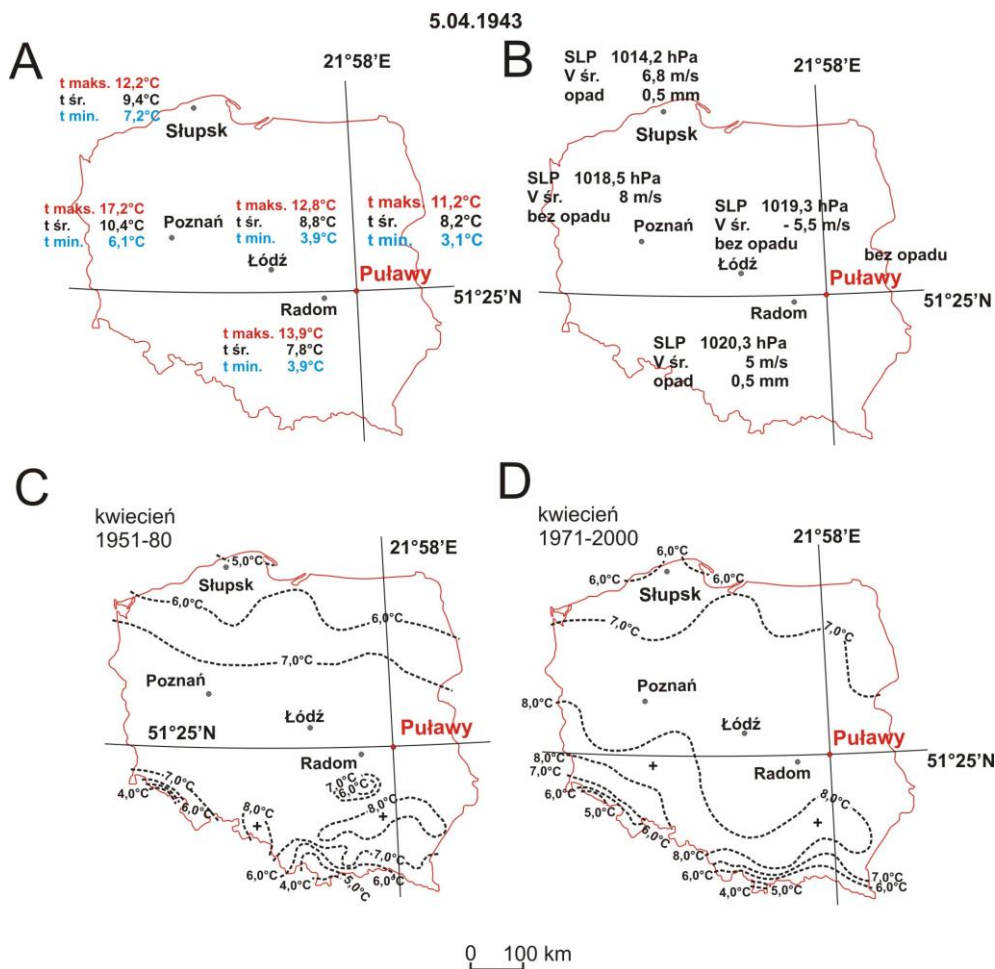 5.04.1943
A
21°58'E
t maks. 12,2°C
t śr. 9,4°C
t min. 7,2°C
Słupsk
t maks. 17,2°C
t śr. 10,4°C
t min. 6,1°C
Poznań
t maks. 12,8°C
t śr. 8,8°C
t min. 3,9°C
Łódź
t maks. 11,2°C
t śr. 8,2°C
t min. 3,1°C
Puławy
51°25'N
Radom
t maks. 13,9°C
t śr. 7,8°C
t min. 3,9°C
B
SLP 1014,2 hPa
V śr. 6,8 m/s
opad 0,5 mm
21°58'E
Słupsk
SLP 1018,5 hPa
V śr. 8 m/s
bez opadu
Poznań
SLP 1019,3 hPa
V śr. - 5,5 m/s
bez opadu
Łódź
bez opadu
Puławy
51°25'N
Radom
SLP 1020,3 hPa
V śr. 5 m/s
opad 0,5 mm
C
kwiecień
1951-80
21°58'E
5,0°C
Słupsk
6,0°C
6,0°C
7,0°C
Poznań
Łódź
51°25'N
Puławy
Radom
7,0°C
6,0°C
7,0°C
4,0°C
6,0°C
8,0°C
+
8,0°C
+
7,0°C
6,0°C
4,0°C
5,0°C
6,0°C
D
kwiecień
1971-2000
21°58'E
6,0°C
6,0°C
6,0°C
Słupsk
7,0°C
7,0°C
Poznań
8,0°C
Łódź
Puławy
51°25'N
Radom
8,0°C
7,0°C
6,0°C
5,0°C
6,0°C
+
8,0°C
+
8,0°C
6,0°C
4,0°C
5,0°C
7,0°C
6,0°C
0 100 km